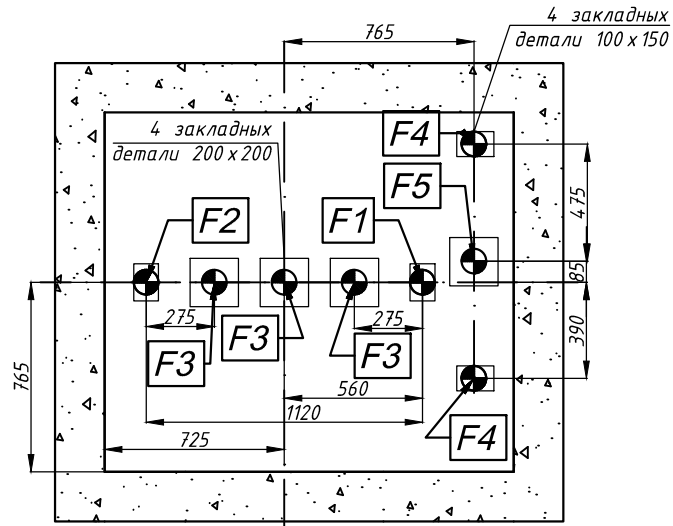 4 закладных
детали 100 x 150
765
4 закладных
детали 200 x 200
F4
F5
475
F2
F1
85
275
F3
F3
275
F3
390
765
560
1120
725
F4